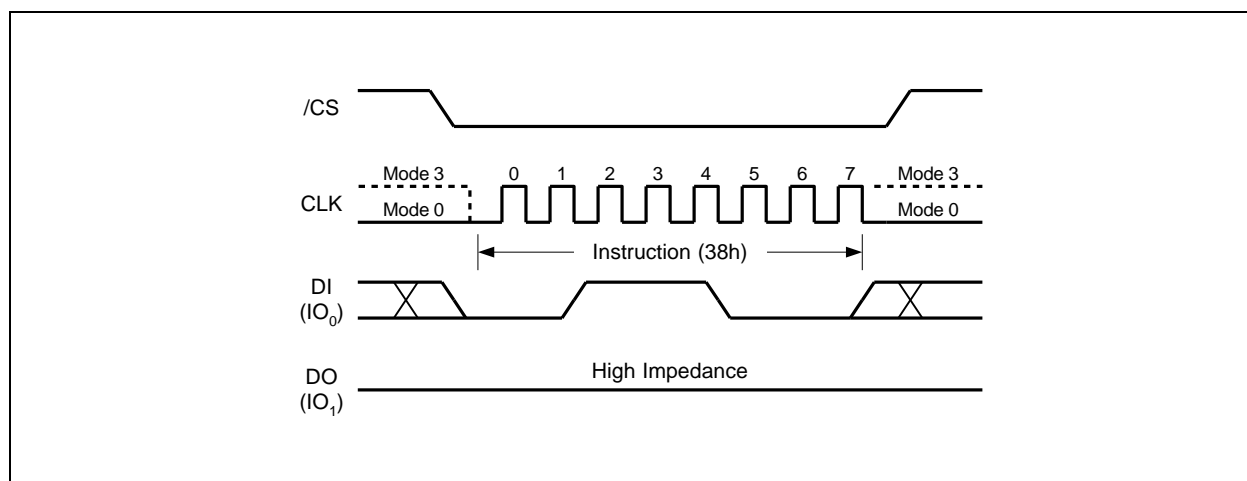 /CS
Mode 3
0 1 2 3 4 5 6 7
Mode 3
CLK
Mode 0
Mode 0
Instruction (38h)
DI
(IO0)
High Impedance
DO
(IO1)